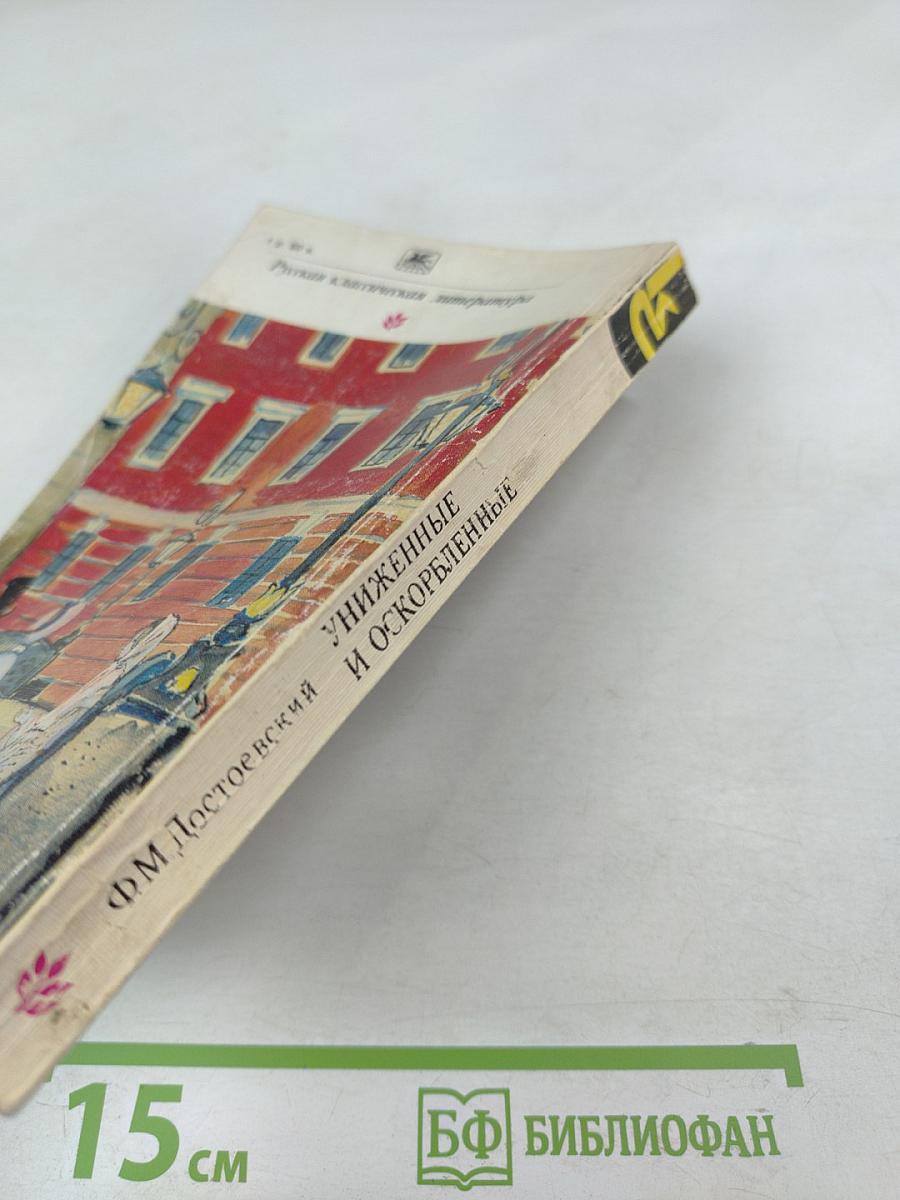 Русская классическая литература
Ф.М. Достоевский
УНИЖЕННЫЕ
И ОСКОРБЛЕННЫЕ
15 см
БФ БИБЛИОФАН